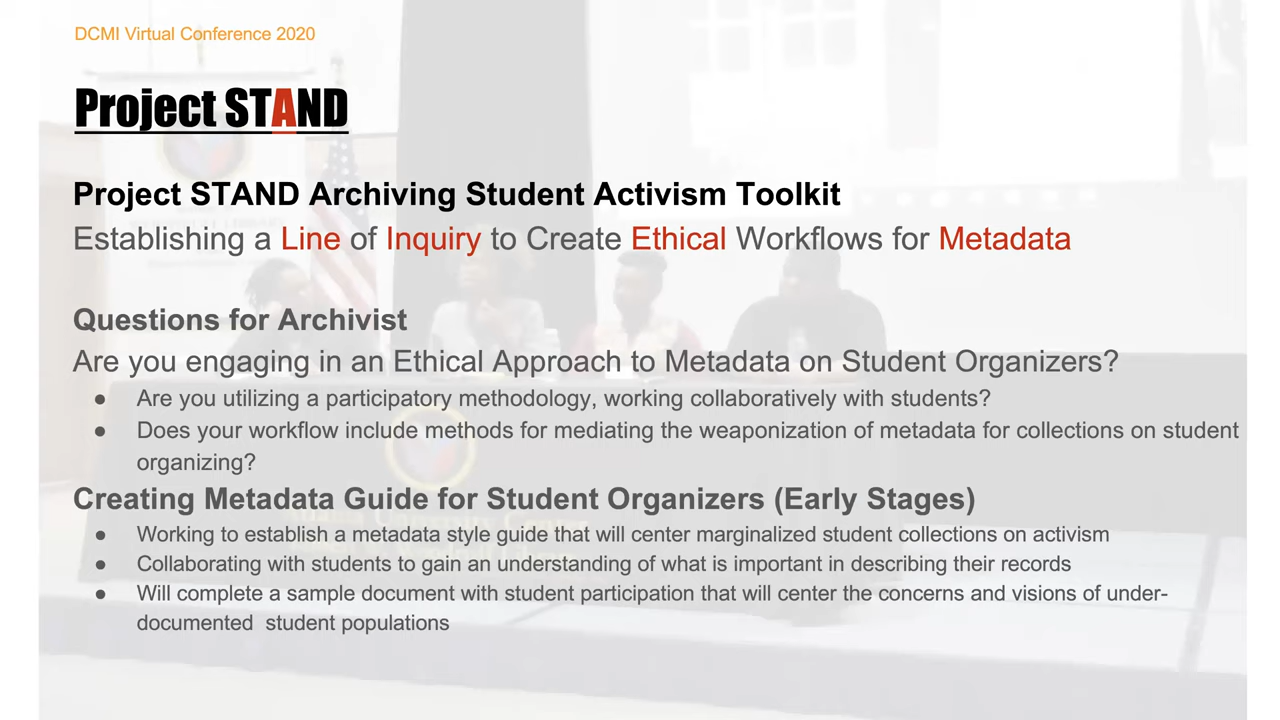 DCMI Virtual Conference 2020
Project STAND
Project STAND Archiving Student Activism Toolkit
Establishing a Line of Inquiry to Create Ethical Workflows for Metadata
Questions for Archivist
Are you engaging in an Ethical Approach to Metadata on Student Organizers?
● Are you utilizing a participatory methodology, working collaboratively with students?
● Does your workflow include methods for mediating the weaponization of metadata for collections on student
organizing?
Creating Metadata Guide for Student Organizers (Early Stages)
● Working to establish a metadata style guide that will center marginalized student collections on activism
● Collaborating with students to gain an understanding of what is important in describing their records
● Will complete a sample document with student participation that will center the concerns and visions of under-
documented  student populations